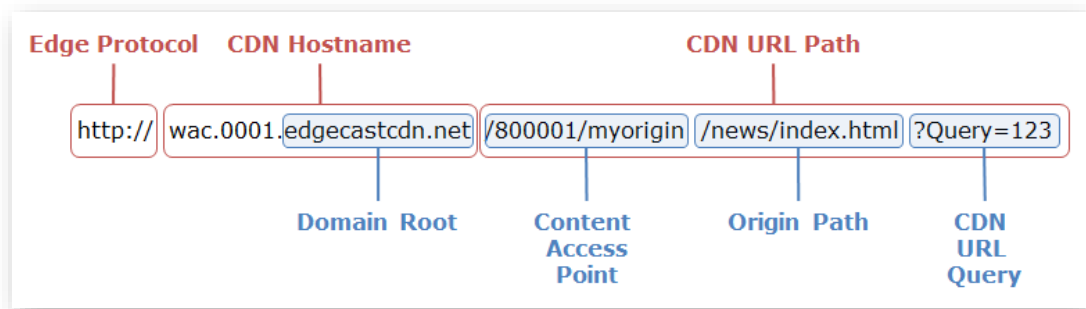 Edge Protocol CDN Hostname CDN URL Path
http:// wac.0001.edgecastcdn.net /800001/myorigin /news/index.html ?Query=123
Domain Root Content Origin Path CDN
Access URL
Point Query